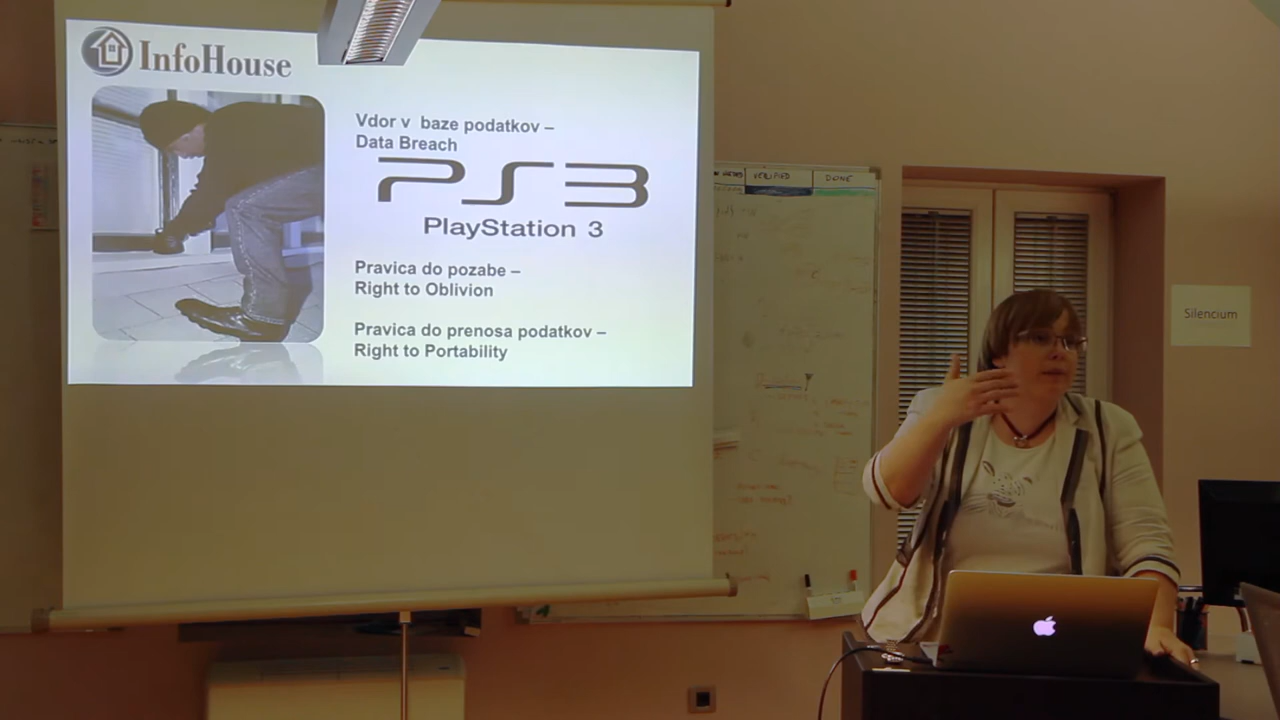 InfoHouse
Vdor v baze podatkov –
Data Breach
PS3
PlayStation 3
Pravica do pozabe –
Right to Oblivion
Pravica do prenosa podatkov –
Right to Portability
VERIFIED
DONE
Silencium